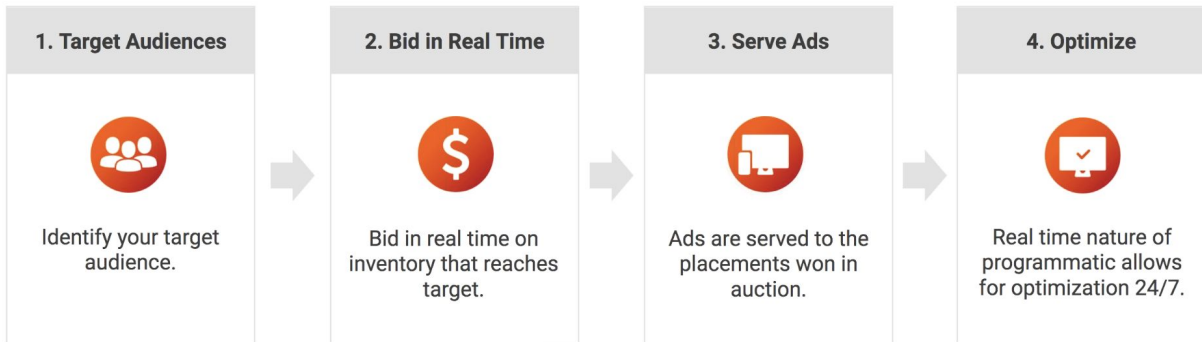 1. Target Audiences
Identify your target
audience.
2. Bid in Real Time
$
Bid in real time on
inventory that reaches
target.
3. Serve Ads
Ads are served to the
placements won in
auction.
4. Optimize
Real time nature of
programmatic allows
for optimization 24/7.